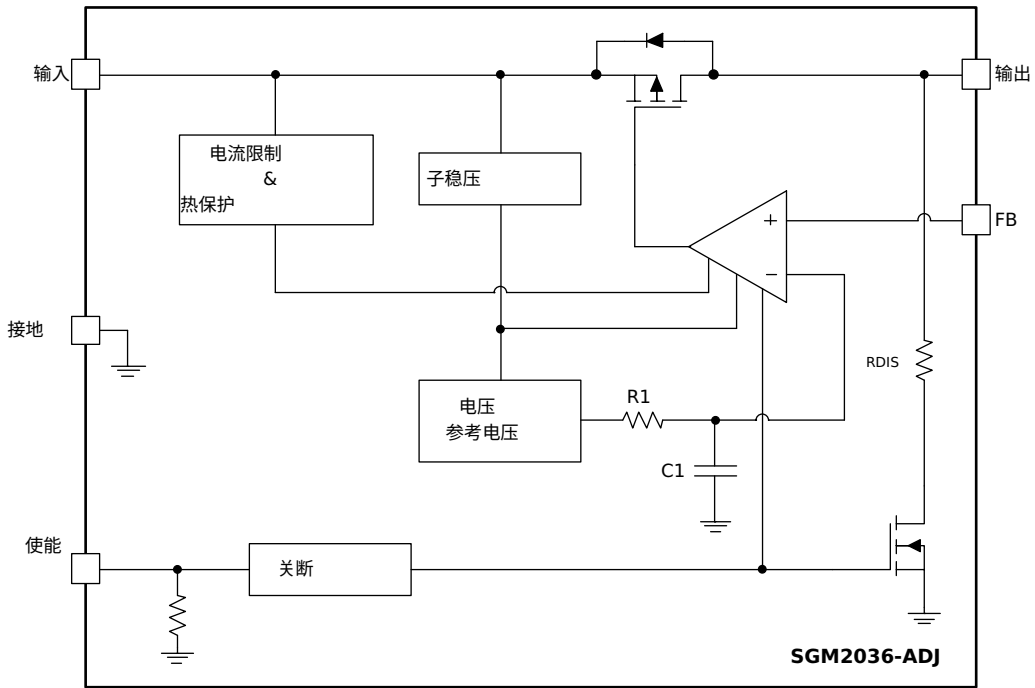 输入
输出
电流限制
&
热保护
子稳压
+
FB
−
接地
RDIS
电压
参考电压
R1
C1
使能
关断
SGM2036-ADJ